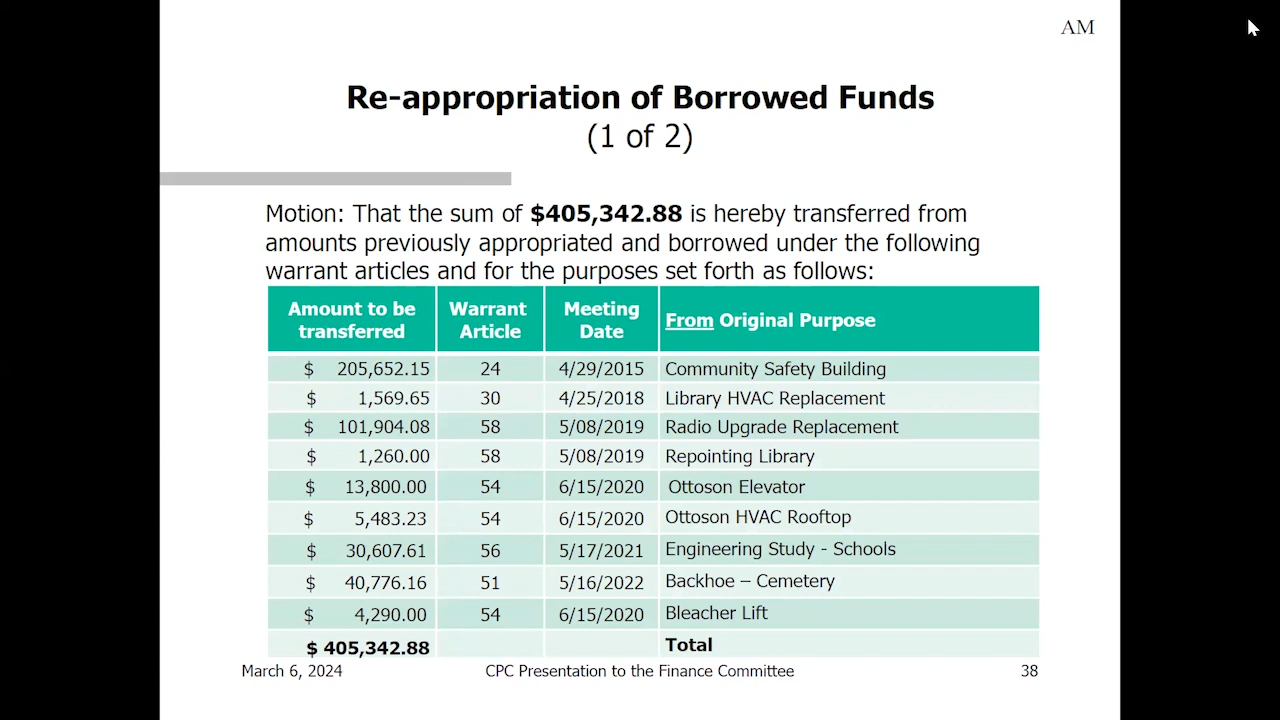 AM
Re-appropriation of Borrowed Funds
(1 of 2)
Motion: That the sum of $405,342.88 is hereby transferred from
amounts previously appropriated and borrowed under the following
warrant articles and for the purposes set forth as follows:
Amount to be transferred Warrant Article Meeting Date From Original Purpose
$ 205,652.15 24 4/29/2015 Community Safety Building
$ 1,569.65 30 4/25/2018 Library HVAC Replacement
$ 101,904.08 58 5/08/2019 Radio Upgrade Replacement
$ 1,260.00 58 5/08/2019 Repointing Library
$ 13,800.00 54 6/15/2020 Ottoson Elevator
$ 5,483.23 54 6/15/2020 Ottoson HVAC Rooftop
$ 30,607.61 56 5/17/2021 Engineering Study - Schools
$ 40,776.16 51 5/16/2022 Backhoe – Cemetery
$ 4,290.00 54 6/15/2020 Bleacher Lift
$ 405,342.88 Total
March 6, 2024 CPC Presentation to the Finance Committee 38